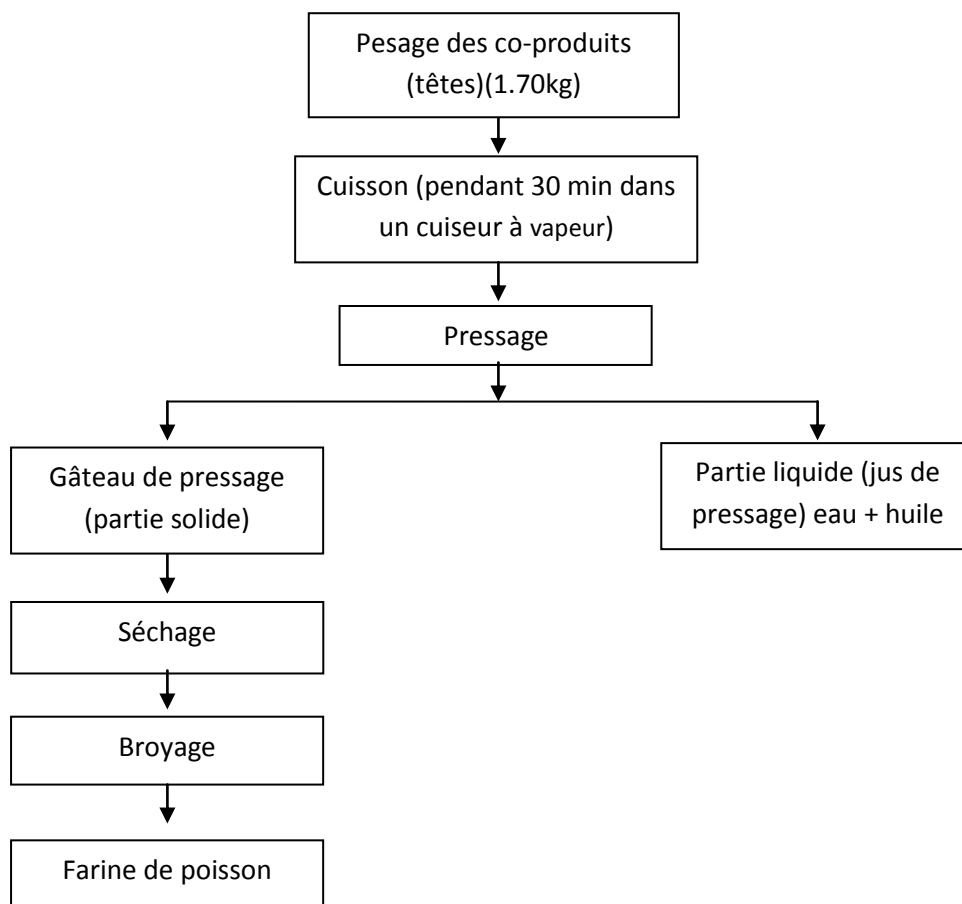 Pesage des co-produits
(têtes)(1.70kg)
Cuisson (pendant 30 min dans
un cuiseur à vapeur)
Pressage
Gâteau de pressage
(partie solide)
Partie liquide (jus de
pressage) eau + huile
Séchage
Broyage
Farine de poisson